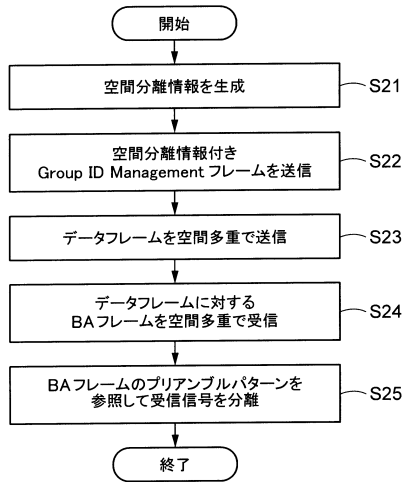 開始
空間分離情報を生成
S21
空間分離情報付き
Group ID Management フレームを送信
S22
データフレームを空間多重で送信
S23
データフレームに対する
BAフレームを空間多重で受信
S24
BAフレームのプリアンブルパターンを
参照して受信信号を分離
S25
終了